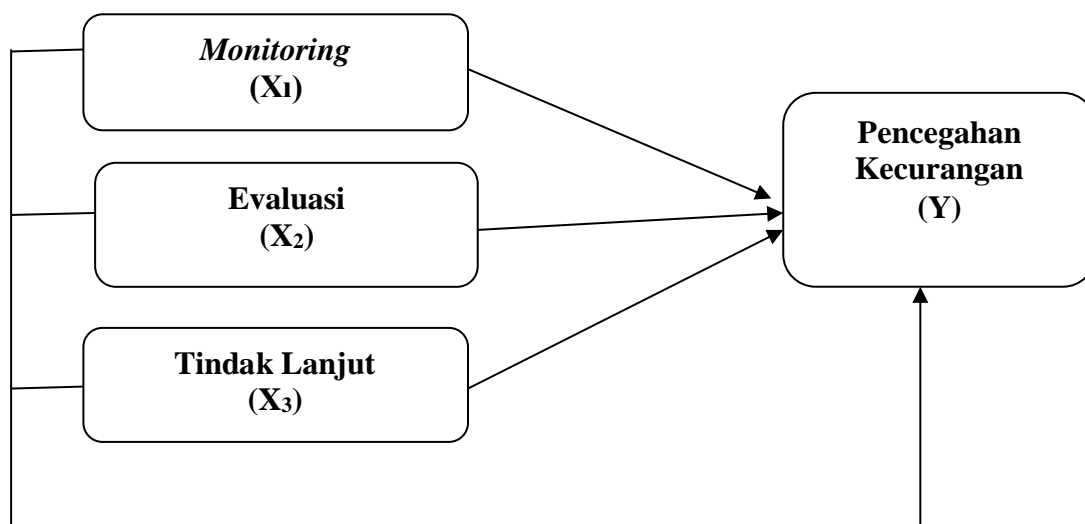 Monitoring
(X1)
Pencegahan
Kecurangan
(Y)
Evaluasi
(X2)
Tindak Lanjut
(X3)